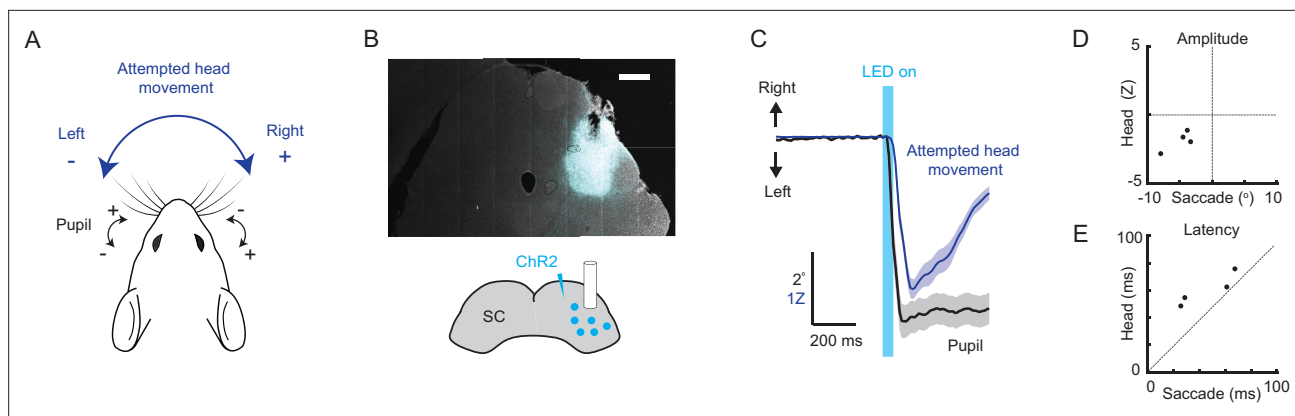 A
Attempted head
movement
Left
-
Right
+
Pupil
+
-
-
+
B
ChR2
SC
C
LED on
Right
Left
Attempted head
movement
2°
1Z
200 ms
Pupil
D
Amplitude
5
Head (Z)
-5
-10
Saccade (°)
10
E
Latency
100
Head (ms)
0
0
Saccade (ms)
100